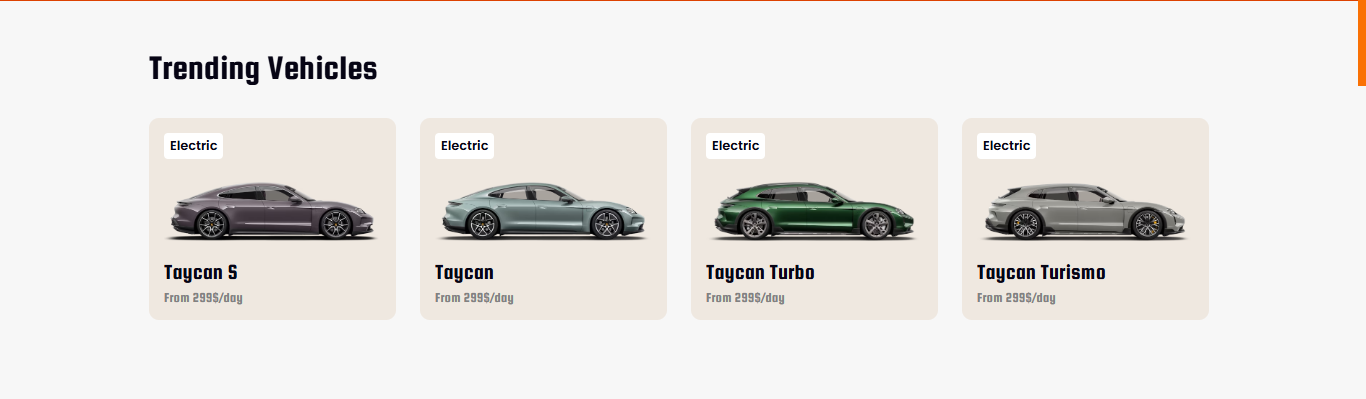 Trending Vehicles
Electric
Taycan S
From 299$/day
Electric
Taycan
From 299$/day
Electric
Taycan Turbo
From 299$/day
Electric
Taycan Turismo
From 299$/day